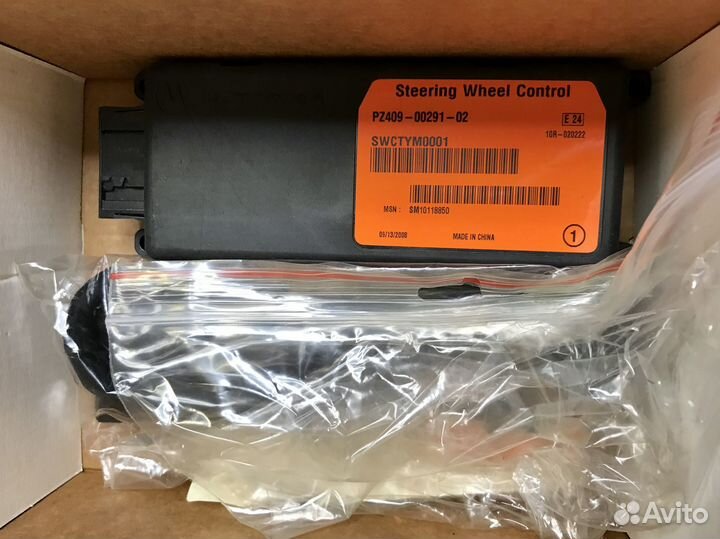 Steering Wheel Control
PZ409-00291-02
E 24
10R-020222
SWCTYM0001
MSN : SM10118850
09/13/2008
MADE IN CHINA
1
Avito